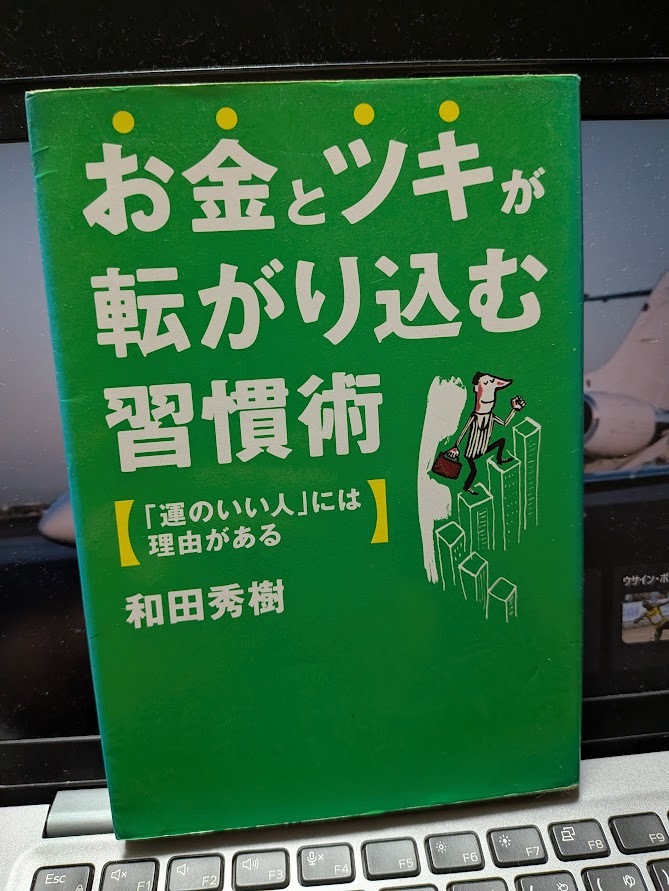 お金とツキが
転がり込む
習慣術
【「運のいい人」には
理由がある】
和田秀樹
ウサイン・ボ
Esc
F1
F2
F3
F4
F5
F6
F7
F8
F9